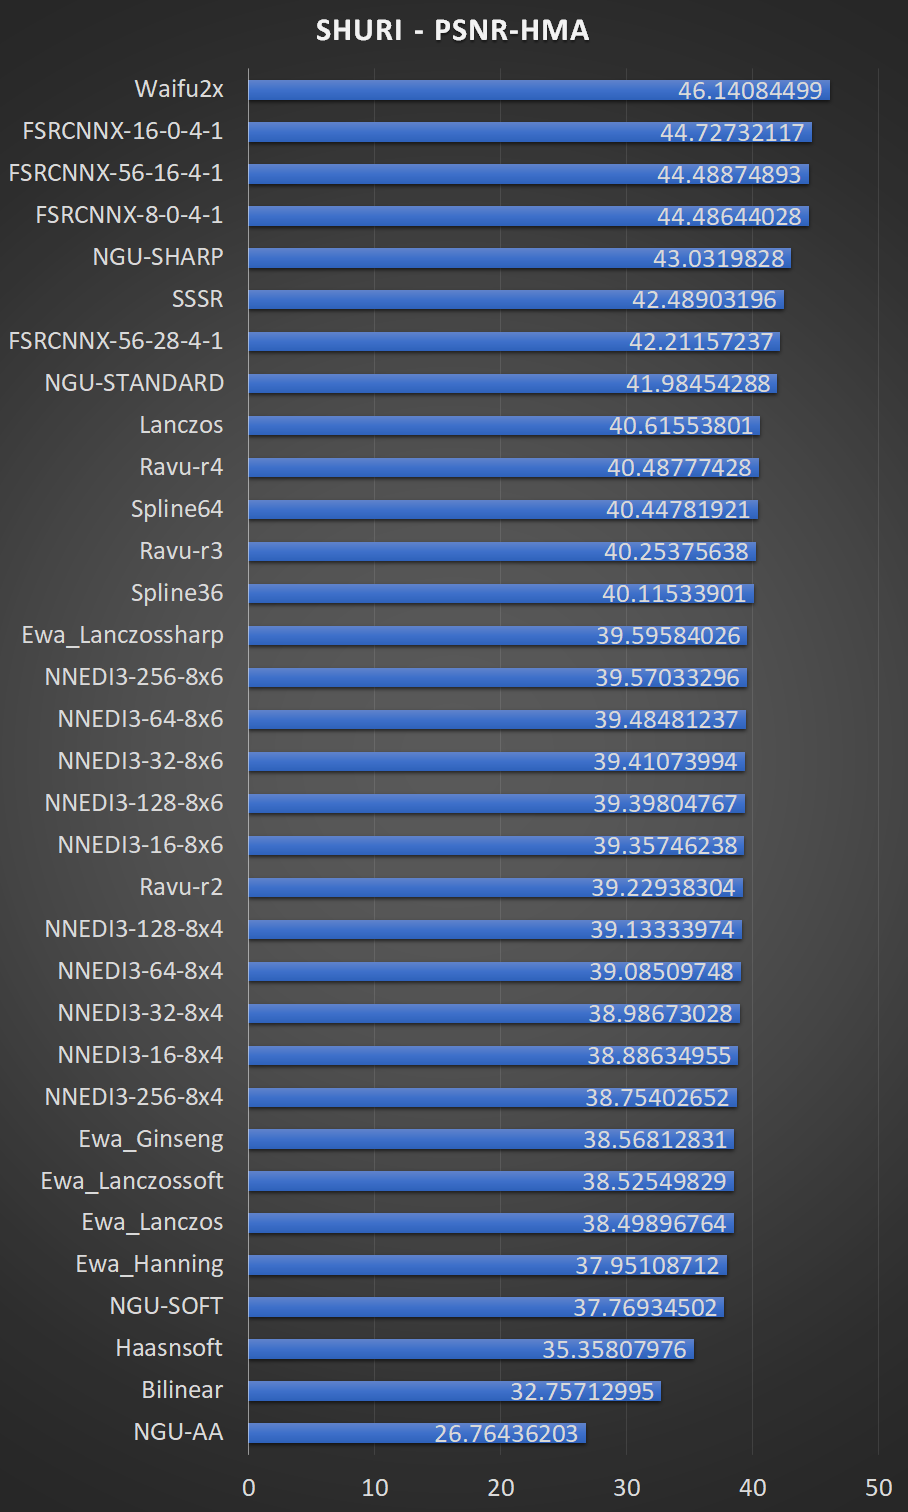 SHURI - PSNR-HMA
Waifu2x 46.14084499
FSRCNNX-16-0-4-1 44.72732117
FSRCNNX-56-16-4-1 44.48874893
FSRCNNX-8-0-4-1 44.48644028
NGU-SHARP 43.0319828
SSSR 42.48903196
FSRCNNX-56-28-4-1 42.21157237
NGU-STANDARD 41.98454288
Lanczos 40.61553801
Ravu-r4 40.48777428
Spline64 40.44781921
Ravu-r3 40.25375638
Spline36 40.11533901
Ewa_Lanczossharp 39.59584026
NNEDI3-256-8x6 39.57033296
NNEDI3-64-8x6 39.48481237
NNEDI3-32-8x6 39.41073994
NNEDI3-128-8x6 39.39804767
NNEDI3-16-8x6 39.35746238
Ravu-r2 39.22938304
NNEDI3-128-8x4 39.13333974
NNEDI3-64-8x4 39.08509748
NNEDI3-32-8x4 38.98673028
NNEDI3-16-8x4 38.88634955
NNEDI3-256-8x4 38.75402652
Ewa_Ginseng 38.56812831
Ewa_Lanczossoft 38.52549829
Ewa_Lanczos 38.49896764
Ewa_Hanning 37.95108712
NGU-SOFT 37.76934502
Haasnsoft 35.35807976
Bilinear 32.75712995
NGU-AA 26.76436203
0 10 20 30 40 50